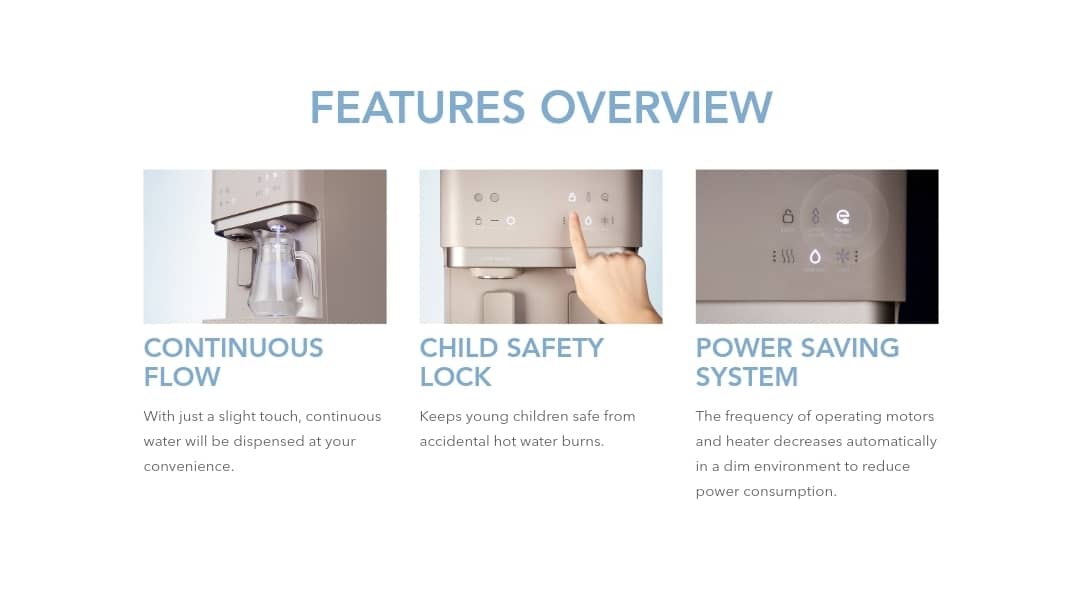 FEATURES OVERVIEW
CONTINUOUS
FLOW
With just a slight touch, continuous
water will be dispensed at your
convenience.
CHILD SAFETY
LOCK
Keeps young children safe from
accidental hot water burns.
POWER SAVING
SYSTEM
The frequency of operating motors
and heater decreases automatically
in a dim environment to reduce
power consumption.